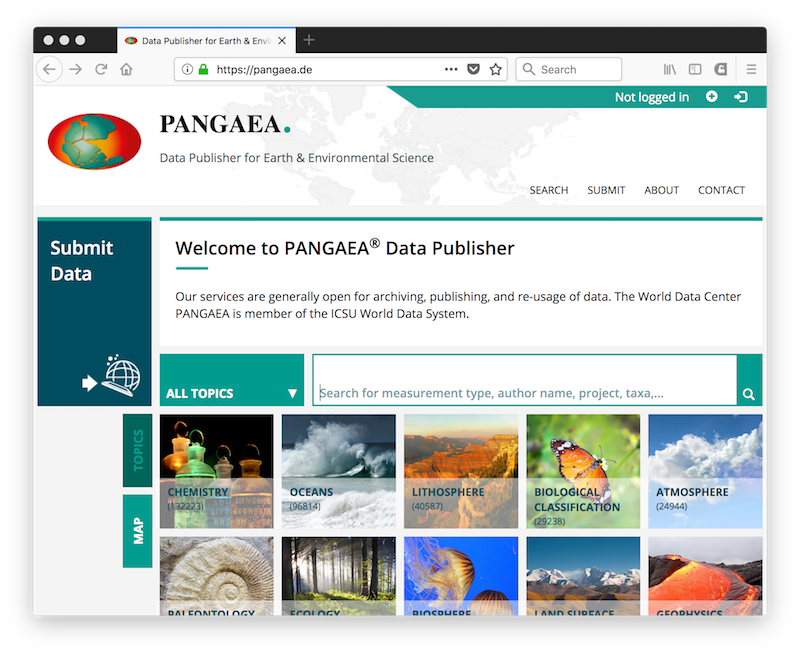 Data Publisher for Earth & Envi
https://pangaea.de
Search
Not logged in
PANGAEA.
Data Publisher for Earth & Environmental Science
SEARCH SUBMIT ABOUT CONTACT
Submit
Data
Welcome to PANGAEA® Data Publisher
Our services are generally open for archiving, publishing, and re-usage of data. The World Data Center
PANGAEA is member of the ICSU World Data System.
ALL TOPICS
Search for measurement type, author name, project, taxa,...
TOPICS
MAP
CHEMISTRY
(132223)
OCEANS
(96814)
LITHOSPHERE
(40587)
BIOLOGICAL
CLASSIFICATION
(29238)
ATMOSPHERE
(24944)
PALEONTOLOGY
ECOLOGY
BIOSPHERE
LAND SURFACE
GEOPHYSICS